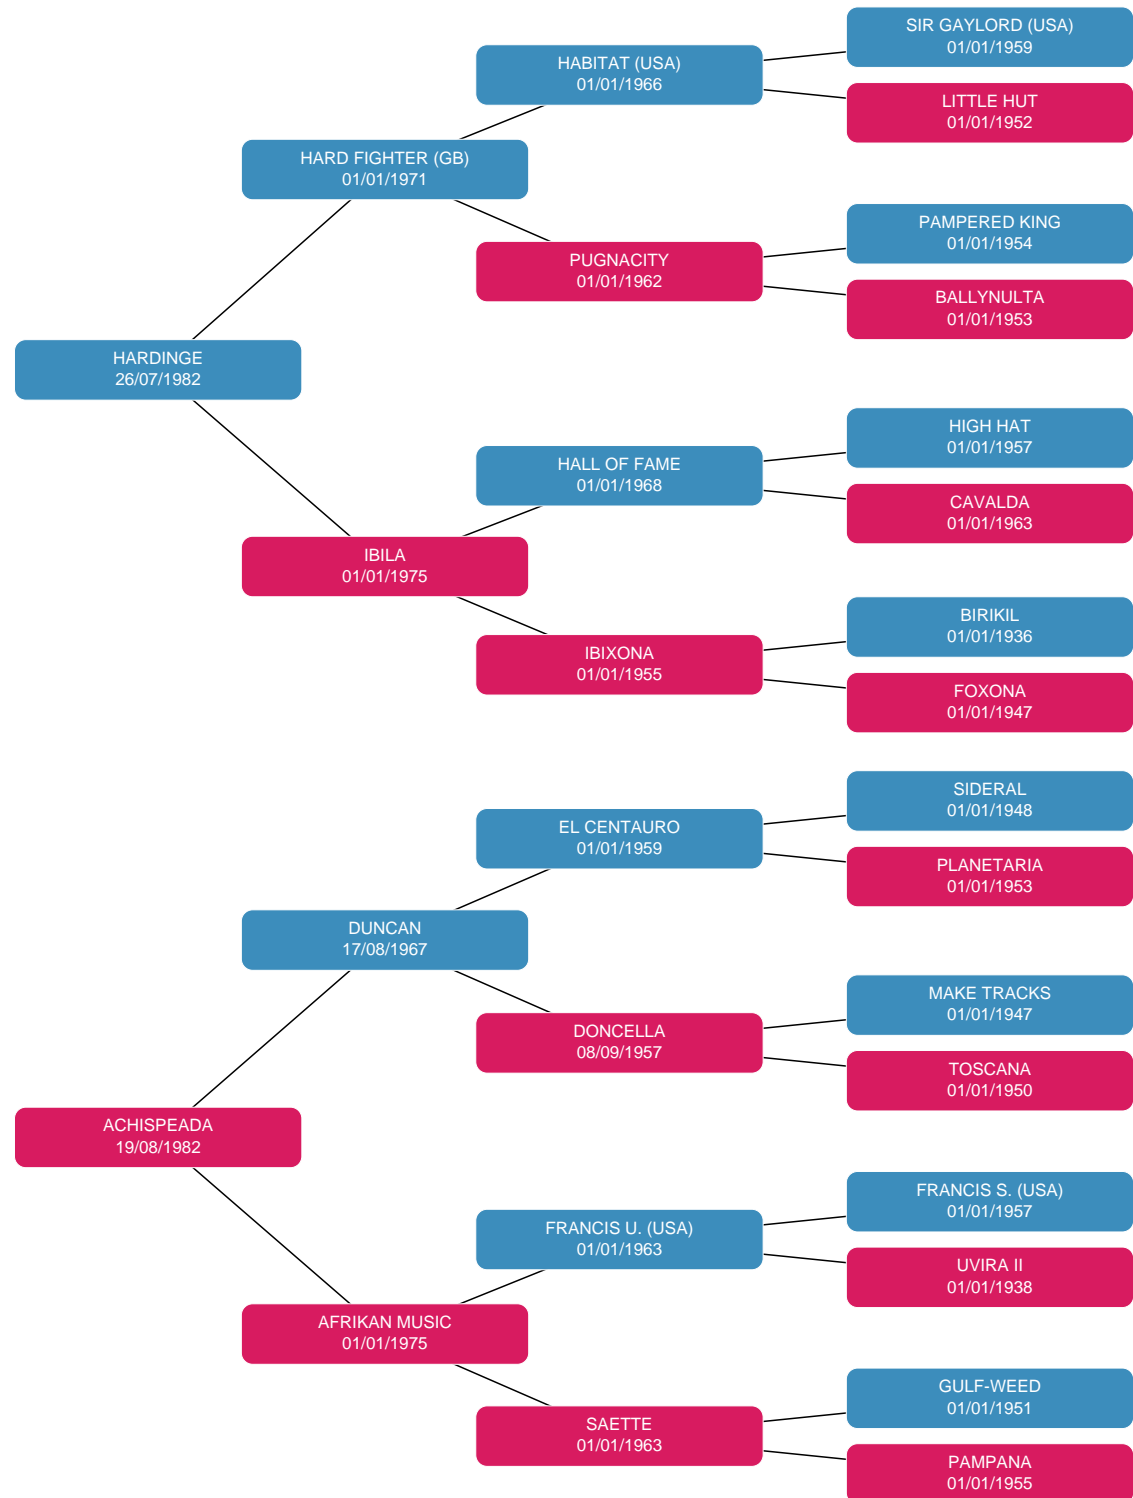 SIR GAYLORD (USA)
01/01/1959
HABITAT (USA)
01/01/1966
LITTLE HUT
01/01/1952
HARD FIGHTER (GB)
01/01/1971
PAMPERED KING
01/01/1954
PUGNACITY
01/01/1962
BALLYNULTA
01/01/1953
HARDINGE
26/07/1982
HIGH HAT
01/01/1957
HALL OF FAME
01/01/1968
CAVALDA
01/01/1963
IBILA
01/01/1975
BIRIKIL
01/01/1936
IBIXONA
01/01/1955
FOXONA
01/01/1947
SIDERAL
01/01/1948
EL CENTAURO
01/01/1959
PLANETARIA
01/01/1953
DUNCAN
17/08/1967
MAKE TRACKS
01/01/1947
DONCELLA
08/09/1957
TOSCANA
01/01/1950
ACHISPEADA
19/08/1982
FRANCIS S. (USA)
01/01/1957
FRANCIS U. (USA)
01/01/1963
UVIRA II
01/01/1938
AFRIKAN MUSIC
01/01/1975
GULF-WEED
01/01/1951
SAETTE
01/01/1963
PAMPANA
01/01/1955